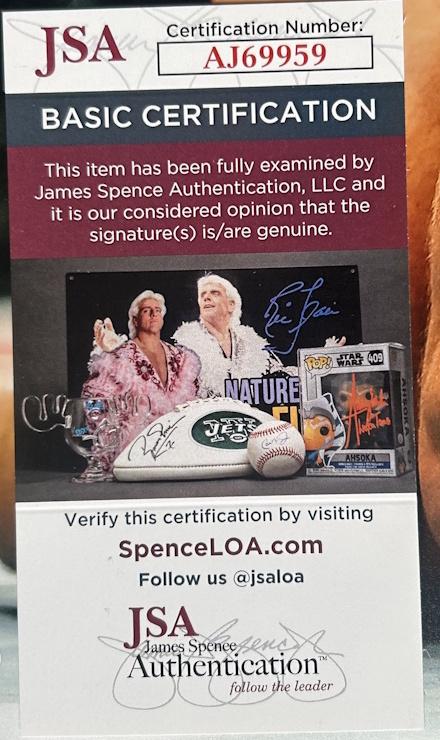 JSA
Certification Number:
AJ69959
BASIC CERTIFICATION
This item has been fully examined by
James Spence Authentication, LLC and
it is our considered opinion that the
signature(s) is/are genuine.
NATURE
POP!
STAR WARS
409
JETS
AHSOKA
AHSOKA
Verify this certification by visiting
SpenceLOA.com
Follow us @jsaloa
JSA
James Spence
Authentication™
follow the leader